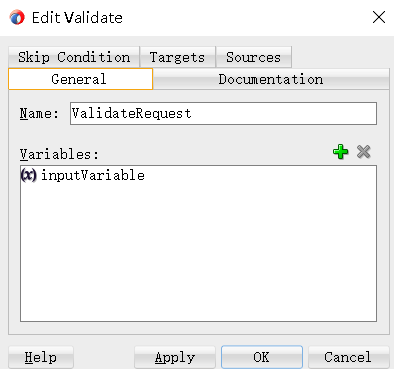 Edit Validate
Skip Condition Targets Sources
General Documentation
Name: ValidateRequest
Variables:
(x) inputVariable
Help Apply OK Cancel